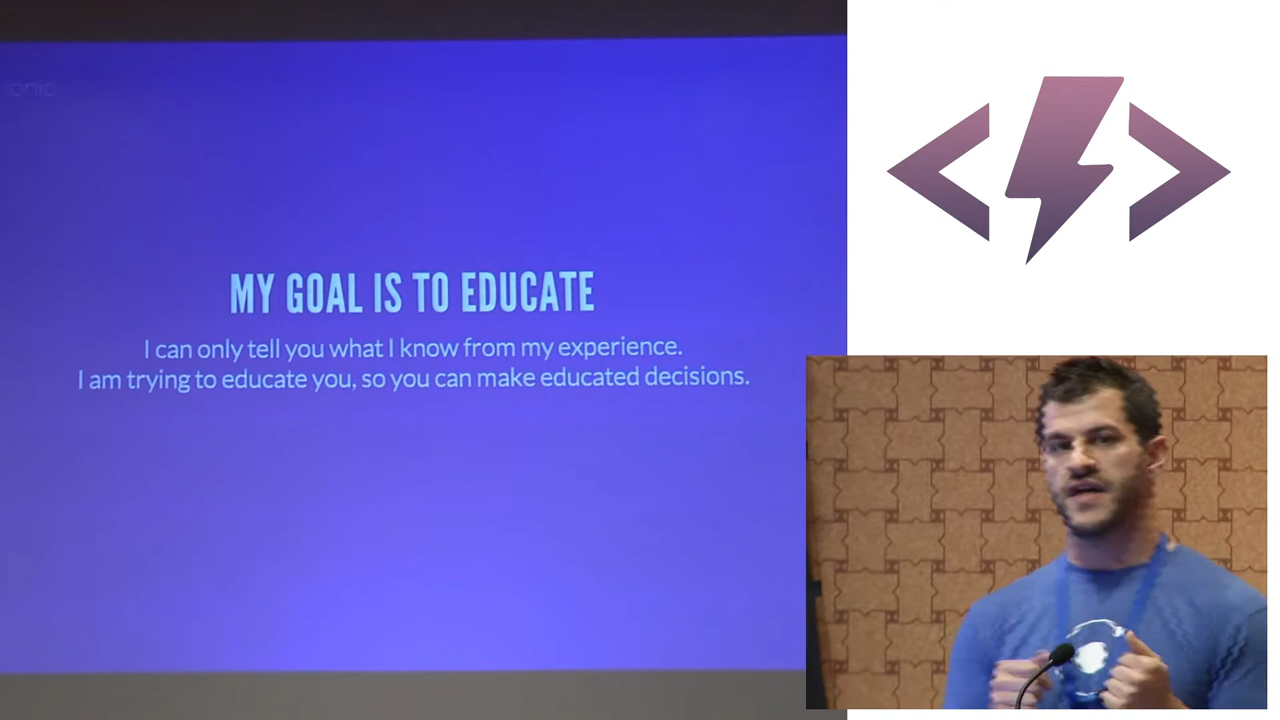 ionic
MY GOAL IS TO EDUCATE
I can only tell you what I know from my experience.
I am trying to educate you, so you can make educated decisions.